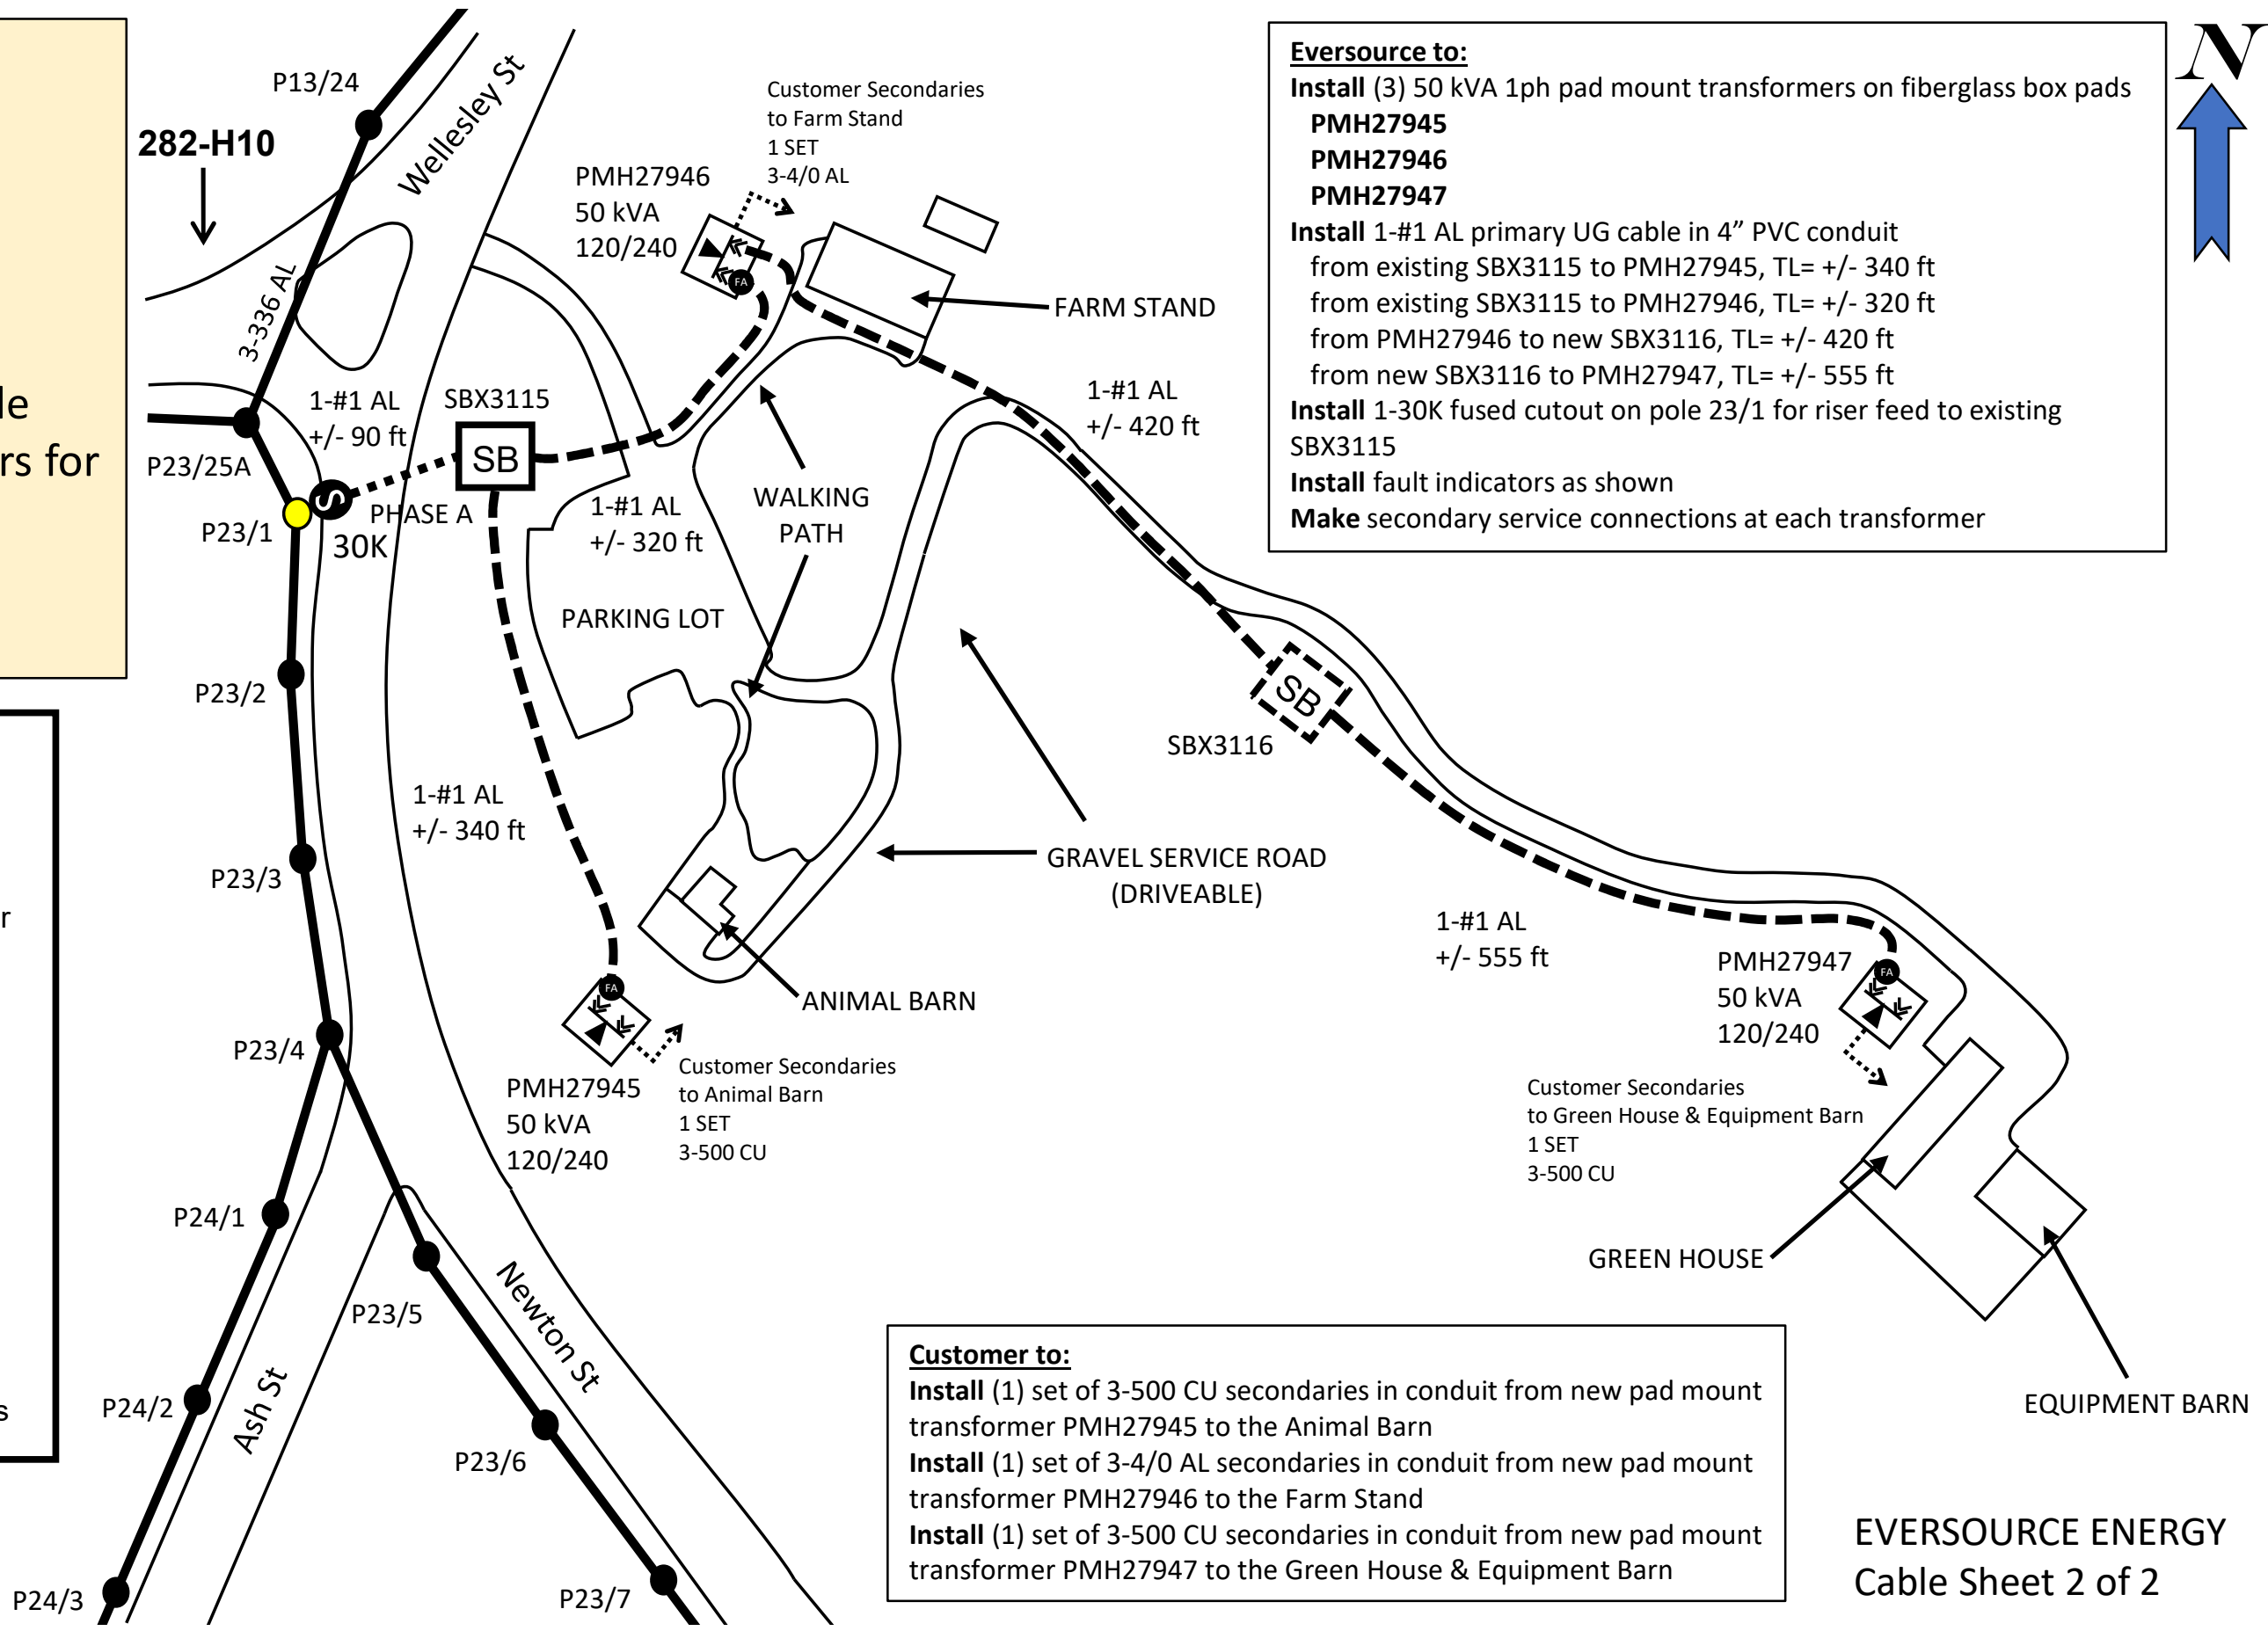 le
rs for
r
s
P13/24
282-H10
Wellesley St
3-336 AL
Customer Secondaries
to Farm Stand
1 SET
3-4/0 AL
PMH27946
50 kVA
120/240
FA
FARM STAND
Eversource to:
Install (3) 50 kVA 1ph pad mount transformers on fiberglass box pads
PMH27945
PMH27946
PMH27947
Install 1-#1 AL primary UG cable in 4” PVC conduit
from existing SBX3115 to PMH27945, TL= +/- 340 ft
from existing SBX3115 to PMH27946, TL= +/- 320 ft
from PMH27946 to new SBX3116, TL= +/- 420 ft
from new SBX3116 to PMH27947, TL= +/- 555 ft
Install 1-30K fused cutout on pole 23/1 for riser feed to existing
SBX3115
Install fault indicators as shown
Make secondary service connections at each transformer
N
1-#1 AL
+/- 90 ft
SBX3115
SB
P23/25A
P23/1
S
PHASE A
30K
1-#1 AL
+/- 320 ft
WALKING
PATH
1-#1 AL
+/- 420 ft
PARKING LOT
P23/2
SB
SBX3116
1-#1 AL
+/- 340 ft
P23/3
GRAVEL SERVICE ROAD
(DRIVEABLE)
1-#1 AL
+/- 555 ft
PMH27947
50 kVA
120/240
FA
ANIMAL BARN
FA
P23/4
PMH27945
50 kVA
120/240
Customer Secondaries
to Animal Barn
1 SET
3-500 CU
Customer Secondaries
to Green House & Equipment Barn
1 SET
3-500 CU
P24/1
GREEN HOUSE
P23/5
Newton St
Ash St
P24/2
P23/6
P24/3
P23/7
Customer to:
Install (1) set of 3-500 CU secondaries in conduit from new pad mount
transformer PMH27945 to the Animal Barn
Install (1) set of 3-4/0 AL secondaries in conduit from new pad mount
transformer PMH27946 to the Farm Stand
Install (1) set of 3-500 CU secondaries in conduit from new pad mount
transformer PMH27947 to the Green House & Equipment Barn
EQUIPMENT BARN
EVERSOURCE ENERGY
Cable Sheet 2 of 2